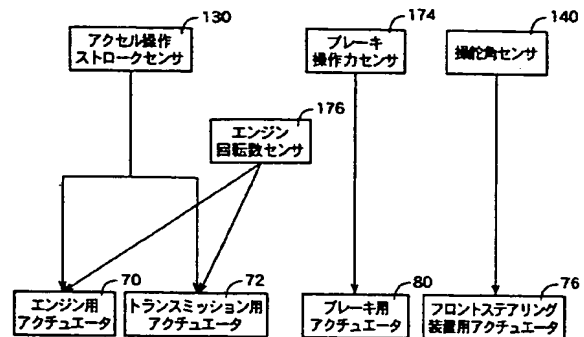 130
アクセル操作
ストロークセンサ
174
ブレーキ
操作力センサ
140
操舵角センサ
176
エンジン
回転数センサ
70
エンジン用
アクチュエータ
72
トランスミッション用
アクチュエータ
80
ブレーキ用
アクチュエータ
76
フロントステアリング
装置用アクチュエータ